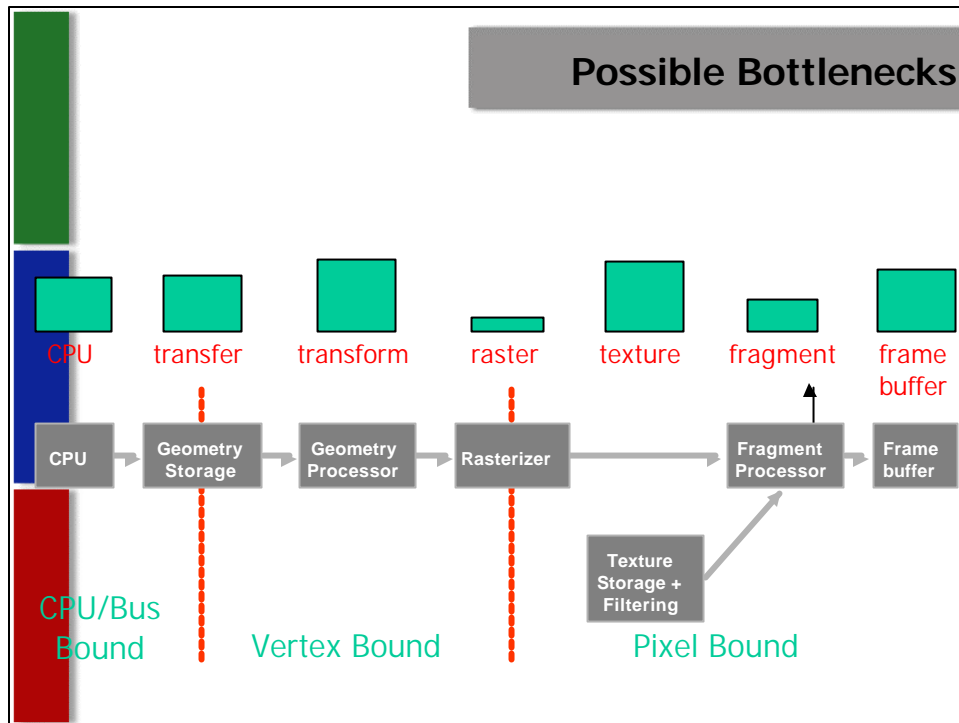 Possible Bottlenecks
CPU
transfer
transform
raster
texture
fragment
frame
buffer
CPU
Geometry
Storage
Geometry
Processor
Rasterizer
Fragment
Processor
Frame
buffer
Texture
Storage +
Filtering
CPU/Bus
Bound
Vertex Bound
Pixel Bound